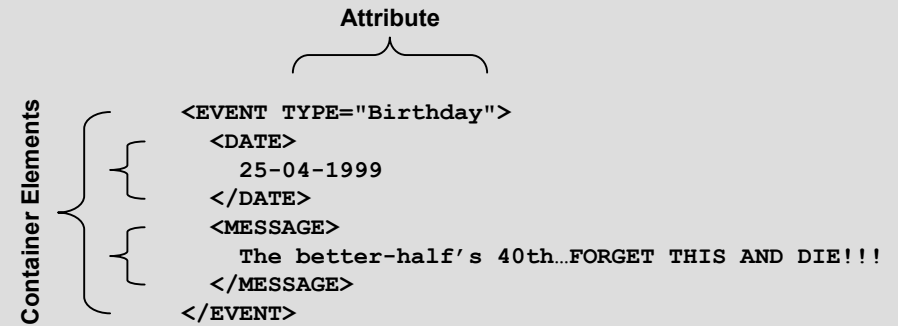 Attribute
Container Elements
<EVENT TYPE="Birthday">
<DATE>
25-04-1999
</DATE>
<MESSAGE>
The better-half’s 40th…FORGET THIS AND DIE!!!
</MESSAGE>
</EVENT>